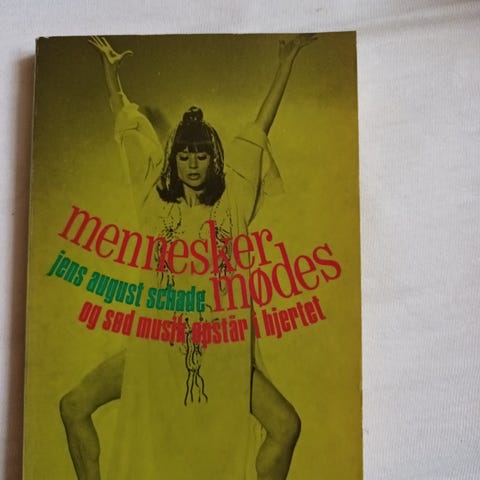 mennesker
mødes
jens august schade
og sød musik opstår i hjertet